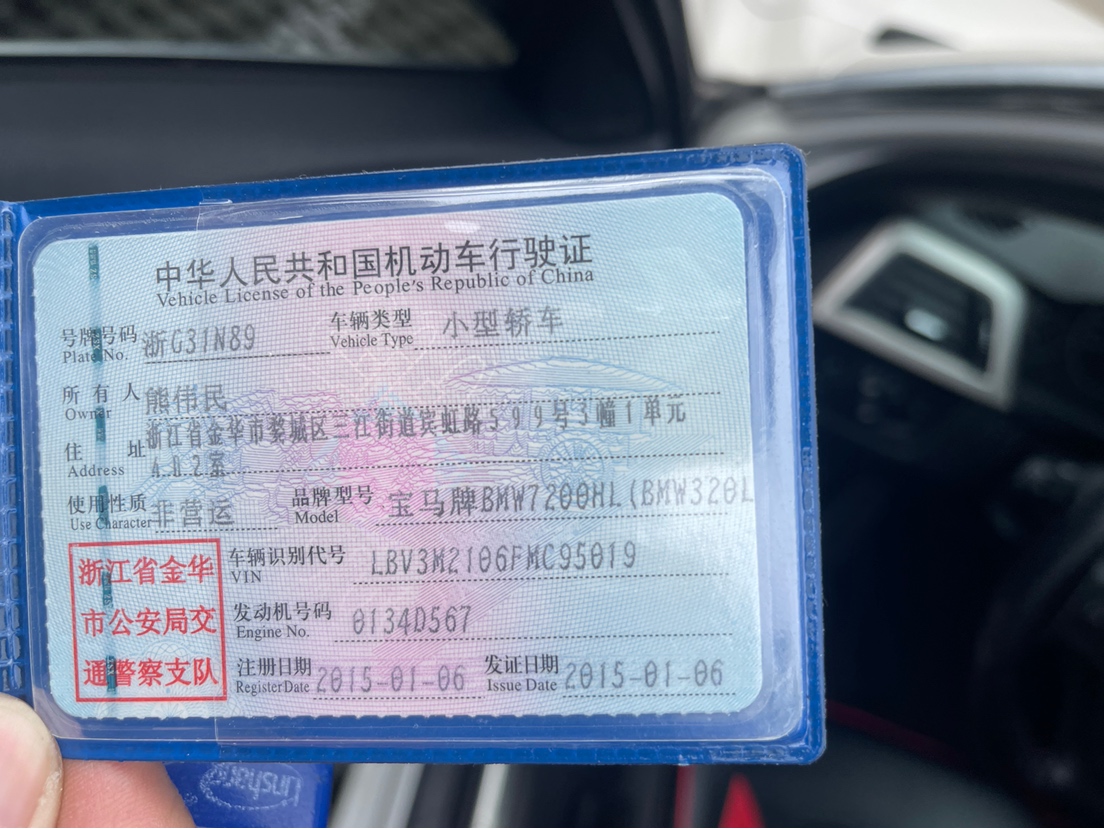 中华人民共和国机动车行驶证
Vehicle License of the People's Republic of China
号牌号码 浙G31N89 车辆类型 小型轿车
Plate No. Vehicle Type
所有人 熊伟民
Owner
浙江省金华市婺城区三江街道宾虹路599号3幢1单元
住址
Address 402室
使用性质 非营运 品牌型号 宝马牌BMW7200HL(BMW320L
Use Character Model
浙江省金华
市公安局交
通警察支队
车辆识别代号 LBV3M2106FMC95019
VIN
发动机号码 0134D567
Engine No.
注册日期 2015-01-06 发证日期 2015-01-06
Register Date Issue Date